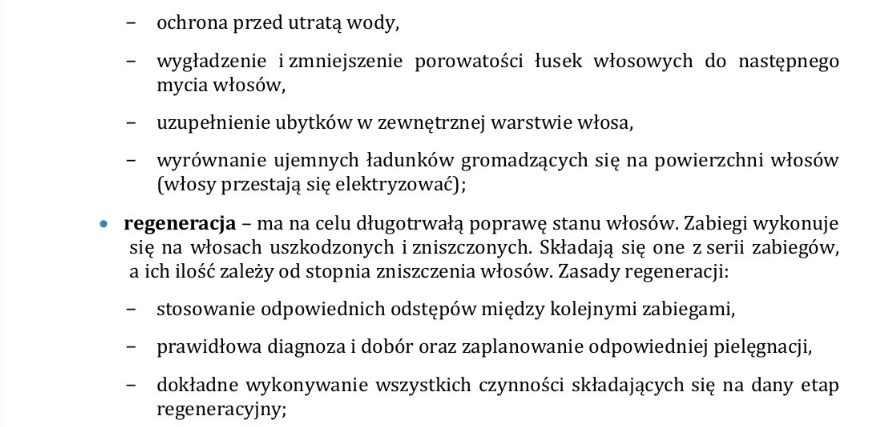 – ochrona przed utratą wody,
– wygładzenie i zmniejszenie porowatości łusek włosowych do następnego
mycia włosów,
– uzupełnienie ubytków w zewnętrznej warstwie włosa,
– wyrównanie ujemnych ładunków gromadzących się na powierzchni włosów
(włosy przestają się elektryzować);
• regeneracja – ma na celu długotrwałą poprawę stanu włosów. Zabiegi wykonuje
się na włosach uszkodzonych i zniszczonych. Składają się one z serii zabiegów,
a ich ilość zależy od stopnia zniszczenia włosów. Zasady regeneracji:
– stosowanie odpowiednich odstępów między kolejnymi zabiegami,
– prawidłowa diagnoza i dobór oraz zaplanowanie odpowiedniej pielęgnacji,
– dokładne wykonywanie wszystkich czynności składających się na dany etap
regeneracyjny;